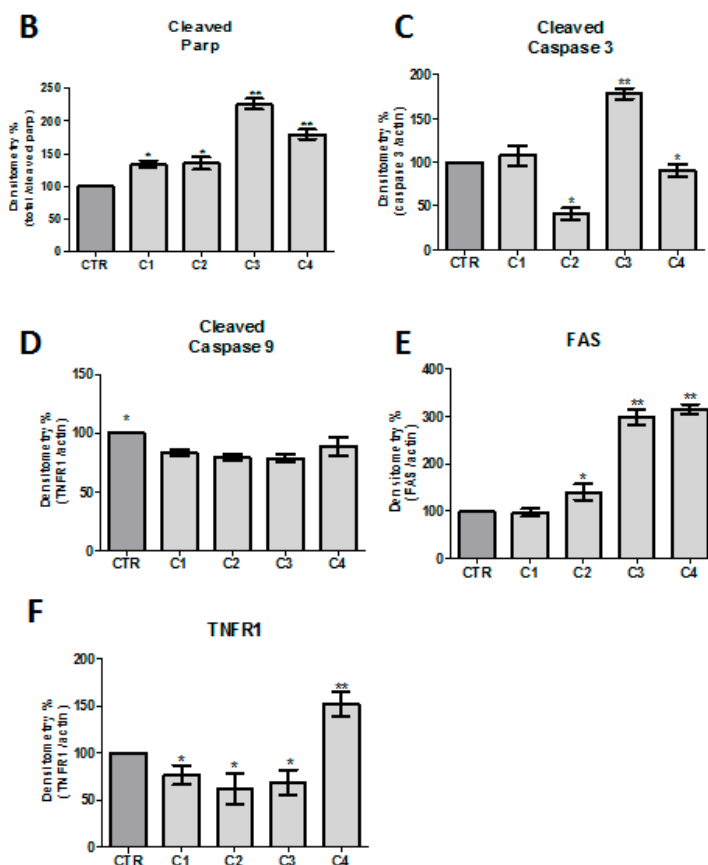 B
Cleaved
Parp
Densitometry %
(total /cleaved parp)
250
200
150
100
50
0
*
*
**
**
CTR C1 C2 C3 C4
C
Cleaved
Caspase 3
Densitometry %
(caspase 3 /actin)
200
150
100
50
0
*
**
*
CTR C1 C2 C3 C4
D
Cleaved
Caspase 9
Densitometry %
(TNFR1 /actin)
150
100
50
0
*
CTR C1 C2 C3 C4
E
FAS
Densitometry %
(FAS /actin)
400
300
200
100
0
*
**
**
CTR C1 C2 C3 C4
F
TNFR1
Densitometry %
(TNFR1 /actin)
200
150
100
50
0
*
*
*
**
CTR C1 C2 C3 C4